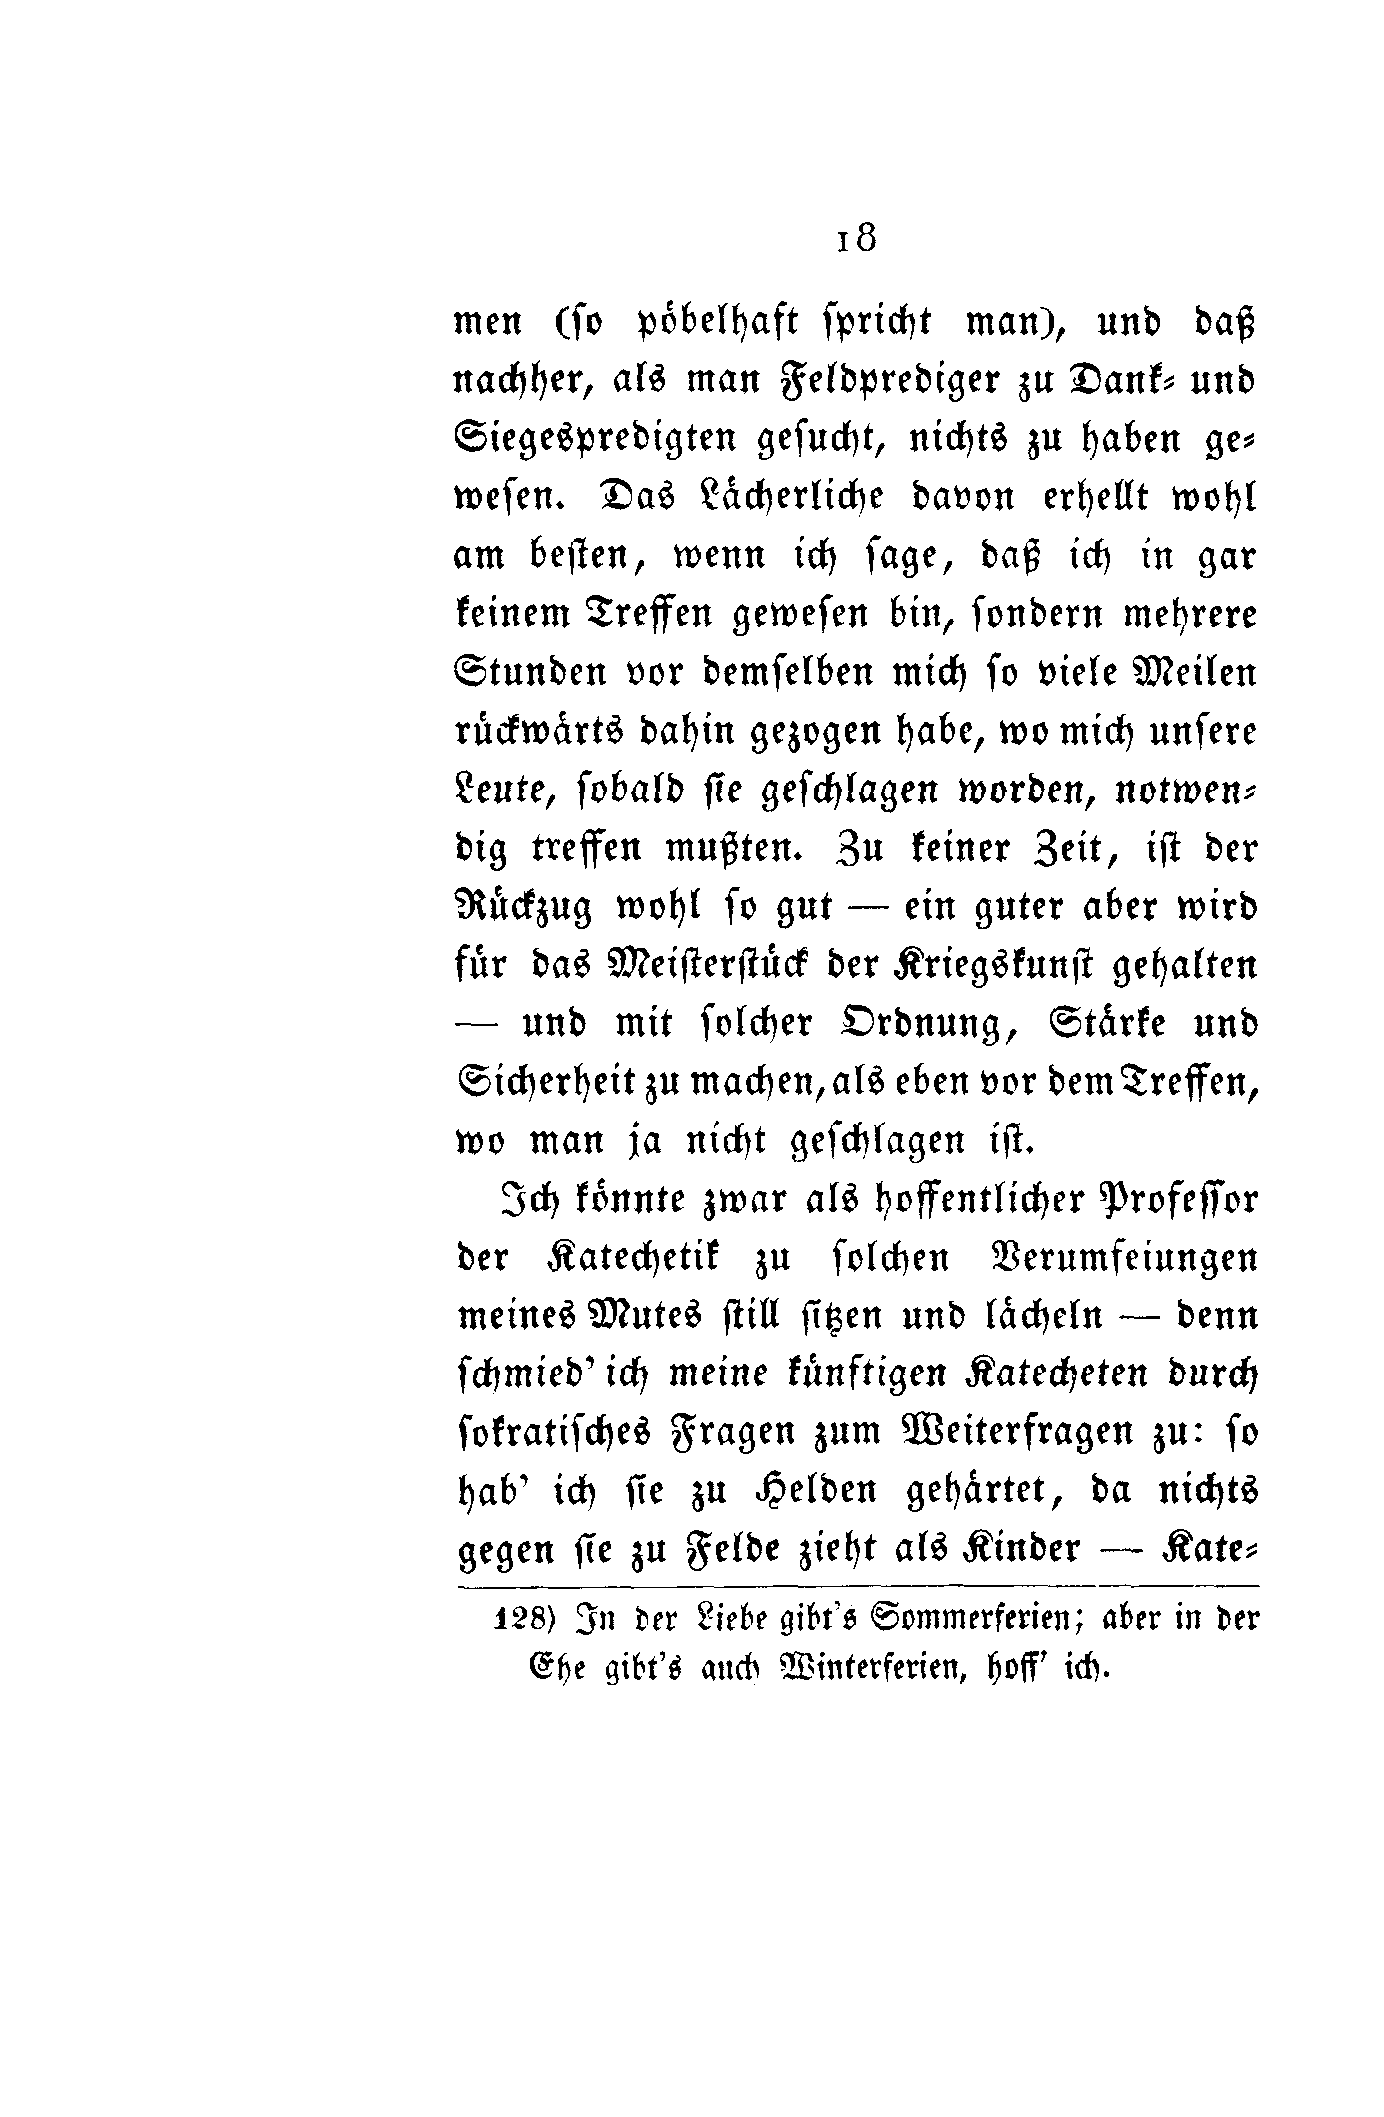 18
men (so pöbelhaft spricht man), und daß
nachher, als man Feldprediger zu Dank- und
Siegespredigten gesucht, nichts zu haben ge-
wesen. Das Lächerliche davon erhellt wohl
am besten, wenn ich sage, daß ich in gar
keinem Treffen gewesen bin, sondern mehrere
Stunden vor demselben mich so viele Meilen
rückwärts dahin gezogen habe, wo mich unsere
Leute, sobald sie geschlagen worden, notwen-
dig treffen mußten. Zu keiner Zeit, ist der
Rückzug wohl so gut — ein guter aber wird
für das Meisterstück der Kriegskunst gehalten
— und mit solcher Ordnung, Stärke und
Sicherheit zu machen, als eben vor dem Treffen,
wo man ja nicht geschlagen ist.
Ich könnte zwar als hoffentlicher Professor
der Katechetik zu solchen Verumfeiungen
meines Mutes still sitzen und lächeln — denn
schmied' ich meine künftigen Katecheten durch
sokratisches Fragen zum Weiterfragen zu: so
hab' ich sie zu Helden gehärtet, da nichts
gegen sie zu Felde zieht als Kinder — Kate-
128) In der Liebe gibt's Sommerferien; aber in der
Ehe gibt's auch Winterferien, hoff' ich.